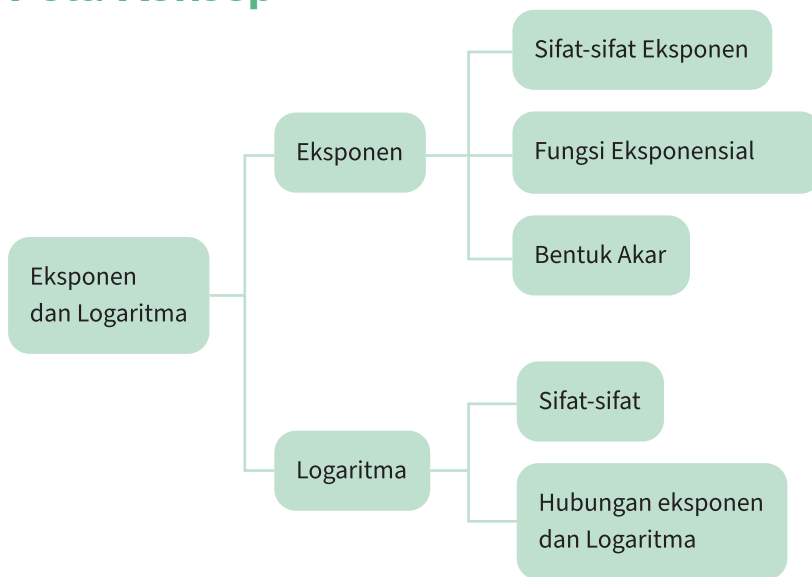 Sifat-sifat Eksponen
Eksponen
Fungsi Eksponensial
Bentuk Akar
Eksponen
dan Logaritma
Sifat-sifat
Logaritma
Hubungan eksponen
dan Logaritma